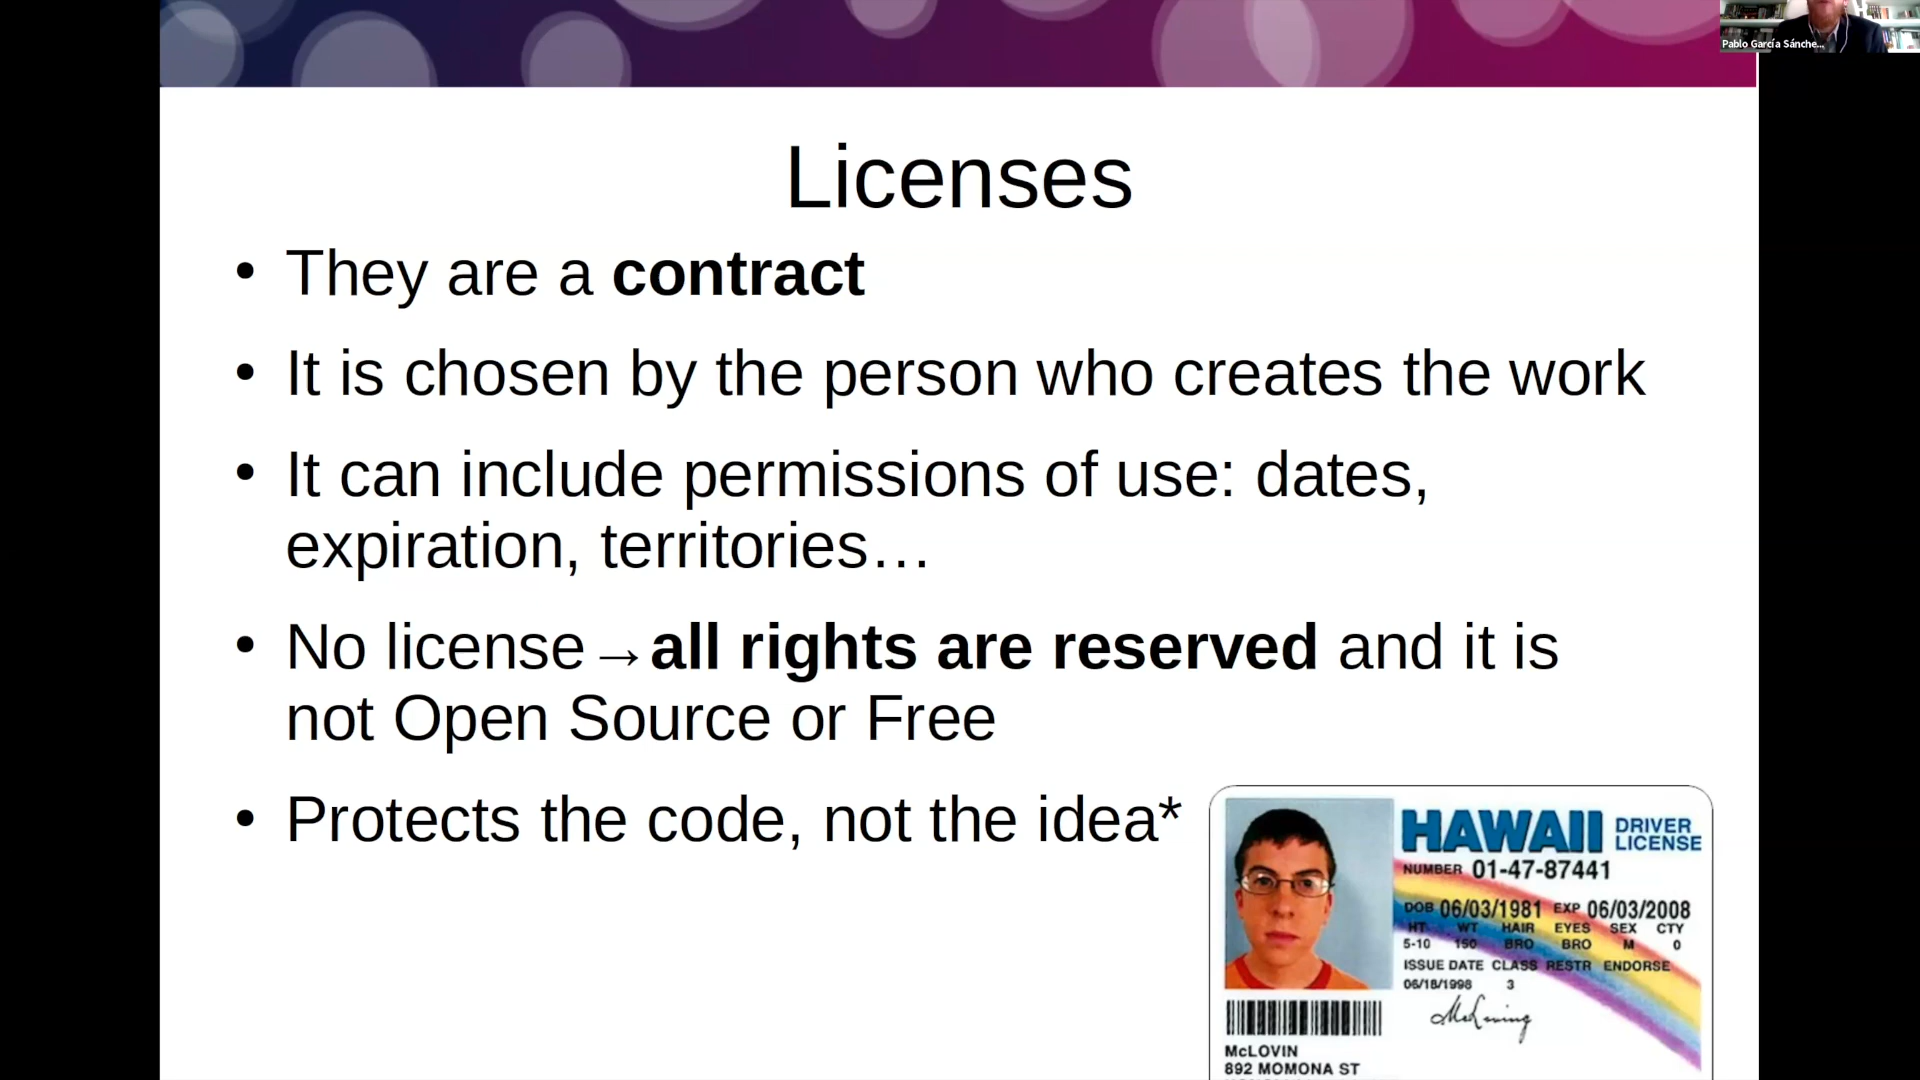 Pablo García Sánche...
Licenses
• They are a contract
• It is chosen by the person who creates the work
• It can include permissions of use: dates,
expiration, territories…
• No license→all rights are reserved and it is
not Open Source or Free
• Protects the code, not the idea*
HAWAII DRIVER LICENSE
NUMBER 01-47-87441
DOB 06/03/1981 EXP 06/03/2008
HT WT HAIR EYES SEX CTY
5-10 150 BRO BRO M 0
ISSUE DATE CLASS RESTR ENDORSE
06/18/1998 3
McLOVIN
892 MOMONA ST